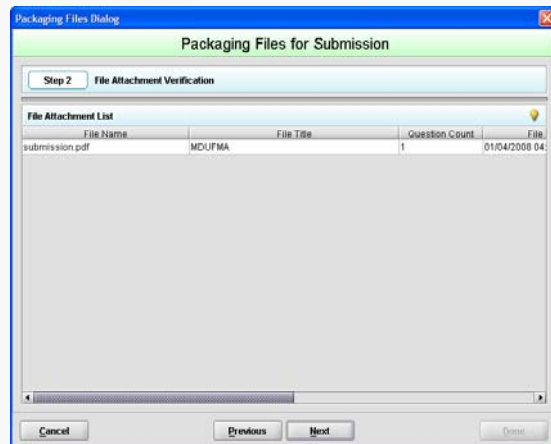 Packaging Files Dialog
Packaging Files for Submission
Step 2 File Attachment Verification
File Attachment List
File Name File Title Question Count File
submission.pdf MDUFMA 1 01/04/2008 04:
Cancel Previous Next Done